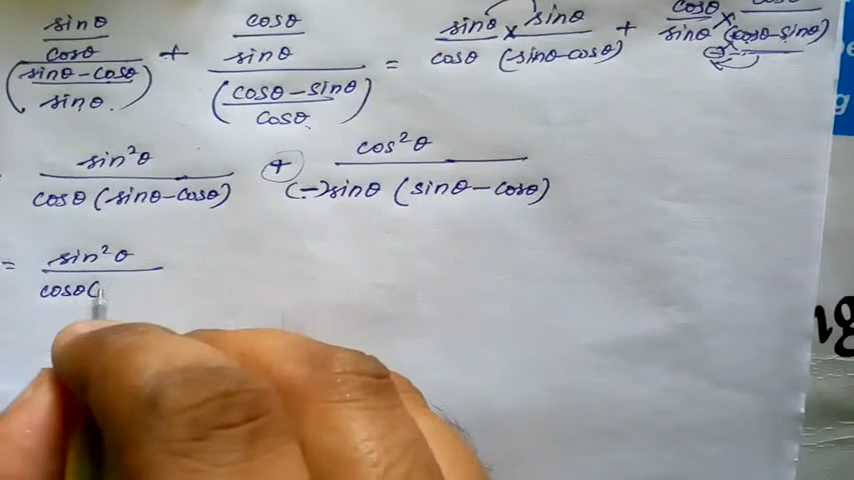 sinθ/cosθ / ((sinθ-cosθ)/sinθ) + cosθ/sinθ / ((cosθ-sinθ)/cosθ) = sinθ/cosθ × sinθ/(sinθ-cosθ) + cosθ/sinθ × /(cosθ-sinθ)
sin²θ/cosθ(sinθ-cosθ) + cos²θ/(-)sinθ(sinθ-cosθ)
= sin²θ/cosθ(